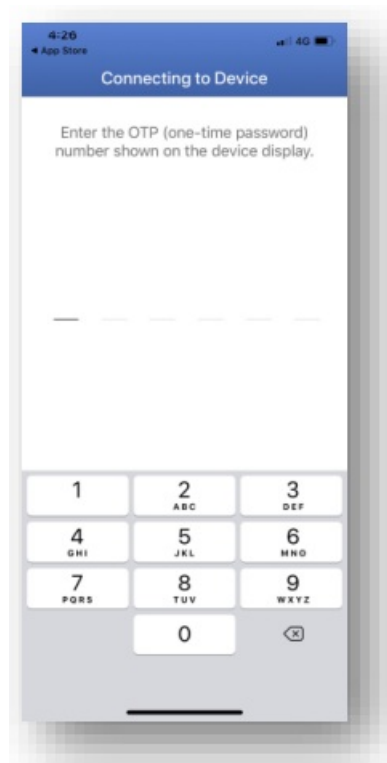 4:26
◀ App Store
4G
Connecting to Device
Enter the OTP (one-time password)
number shown on the device display.
1 2 3
ABC DEF
4 5 6
GHI JKL MNO
7 8 9
PQRS TUV WXYZ
0